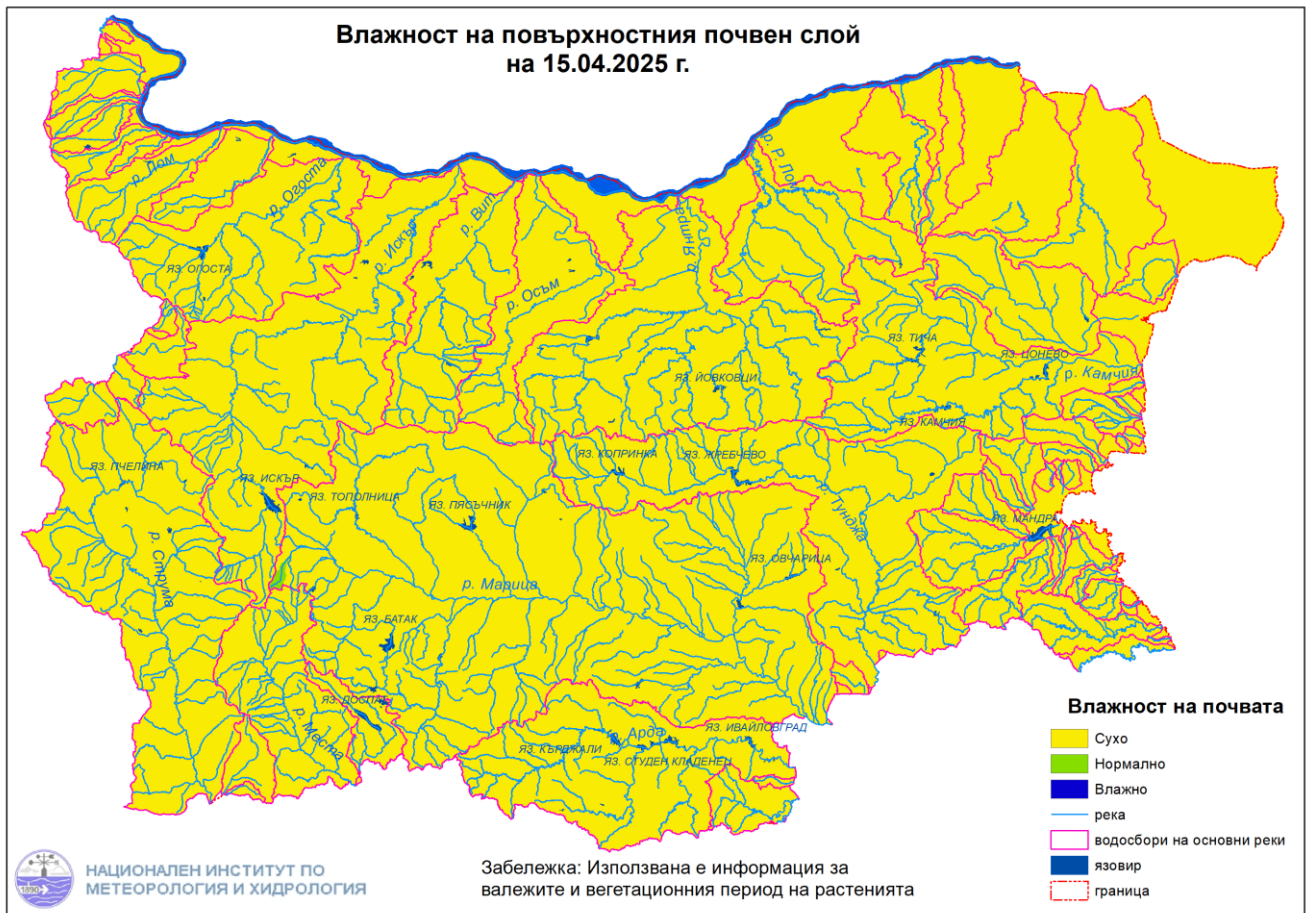 Влажност на повърхностния почвен слой
на 15.04.2025 г.
р. Лом
р. Огоста
р. Искър
р. Вит
р. Осъм
р. Янтра
р. Р. Лом
ЯЗ. ОГОСТА
ЯЗ. ТИЧА
ЯЗ. ЦОНЕВО
р. Камчия
ЯЗ. ЙОВКОВЦИ
ЯЗ. КАМЧИЯ
ЯЗ. ПЧЕЛИНА
ЯЗ. ИСКЪР
ЯЗ. ТОПОЛНИЦА
ЯЗ. ПЯСЪЧНИК
ЯЗ. КОПРИНКА
ЯЗ. ЖРЕБЧЕВО
р. Тунджа
ЯЗ. МАНДРА
р. Струма
ЯЗ. ОВЧАРИЦА
р. Марица
ЯЗ. БАТАК
ЯЗ. ДОСПАТ
р. Места
р. Арда
ЯЗ. ИВАЙЛОВГРАД
ЯЗ. КЪРДЖАЛИ
ЯЗ. СТУДЕН КЛАДЕНЕЦ
Влажност на почвата
Сухо
Нормално
Влажно
река
водосбори на основни реки
язовир
граница
1890
НАЦИОНАЛЕН ИНСТИТУТ ПО
МЕТЕОРОЛОГИЯ И ХИДРОЛОГИЯ
Забележка: Използвана е информация за
валежите и вегетационния период на растенията